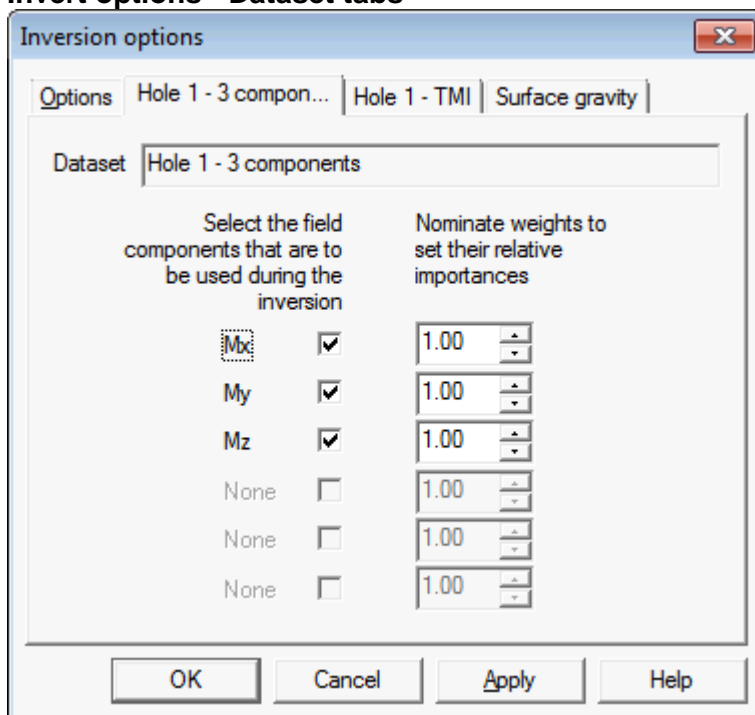 Invert options - Dataset tabs
Inversion options
Options Hole 1 - 3 compon... Hole 1 - TMI Surface gravity
Dataset Hole 1 - 3 components
Select the field
components that are to
be used during the
inversion
Nominate weights to
set their relative
importances
Mx 1.00
My 1.00
Mz 1.00
None 1.00
None 1.00
None 1.00
OK Cancel Apply Help